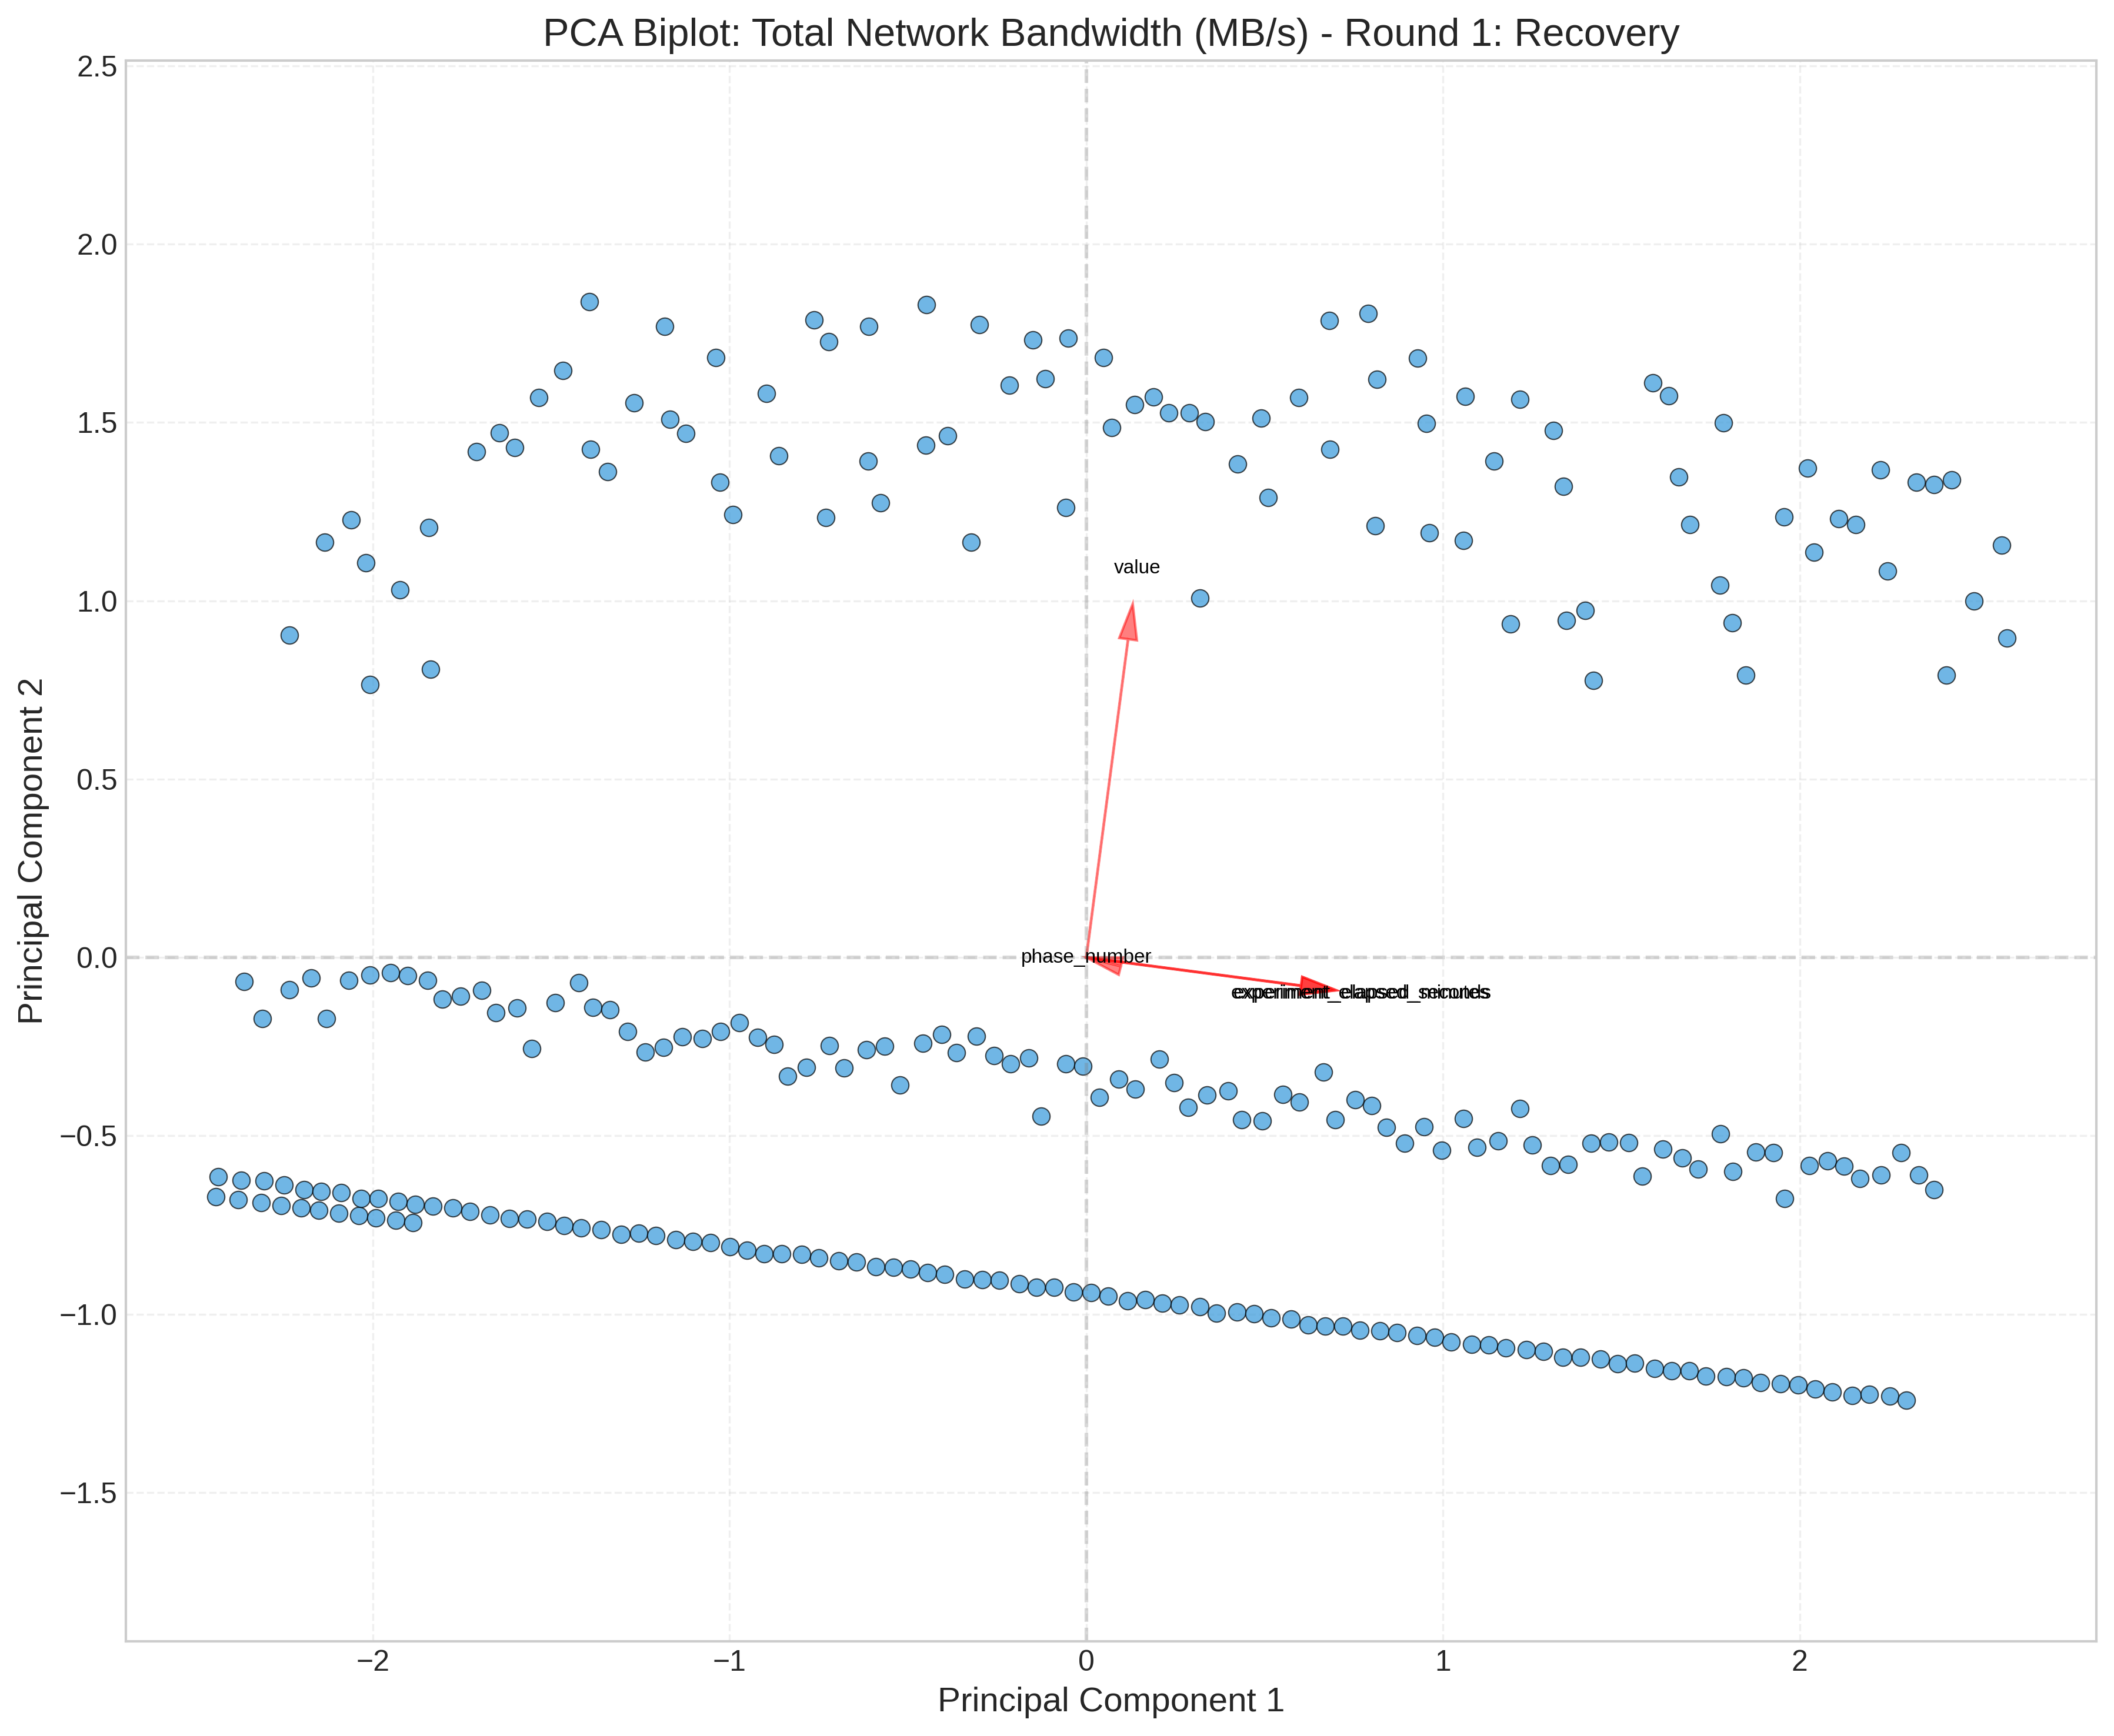 PCA Biplot: Total Network Bandwidth (MB/s) - Round 1: Recovery
2.5
2.0
1.5
1.0
0.5
0.0
−0.5
−1.0
−1.5
Principal Component 2
value
phase_number
experiment_elapsed_seconds
experiment_elapsed_minutes
−2
−1
0
1
2
Principal Component 1